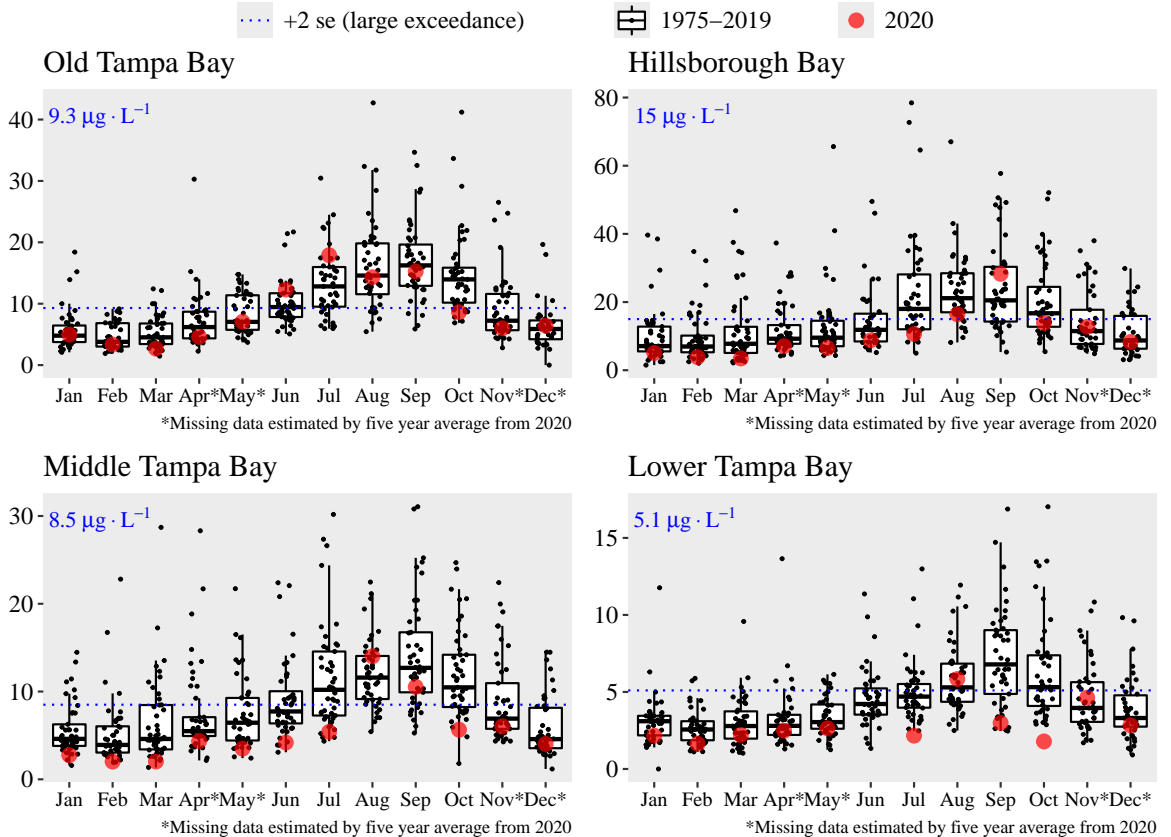 +2 se (large exceedance) 1975–2019 2020
Old Tampa Bay
9.3 μg · L⁻¹
40
30
20
10
0
Jan Feb Mar Apr* May* Jun Jul Aug Sep Oct Nov* Dec*
*Missing data estimated by five year average from 2020
Hillsborough Bay
15 μg · L⁻¹
80
60
40
20
0
Jan Feb Mar Apr* May* Jun Jul Aug Sep Oct Nov* Dec*
*Missing data estimated by five year average from 2020
Middle Tampa Bay
8.5 μg · L⁻¹
30
20
10
0
Jan Feb Mar Apr* May* Jun Jul Aug Sep Oct Nov* Dec*
*Missing data estimated by five year average from 2020
Lower Tampa Bay
5.1 μg · L⁻¹
15
10
5
0
Jan Feb Mar Apr* May* Jun Jul Aug Sep Oct Nov* Dec*
*Missing data estimated by five year average from 2020